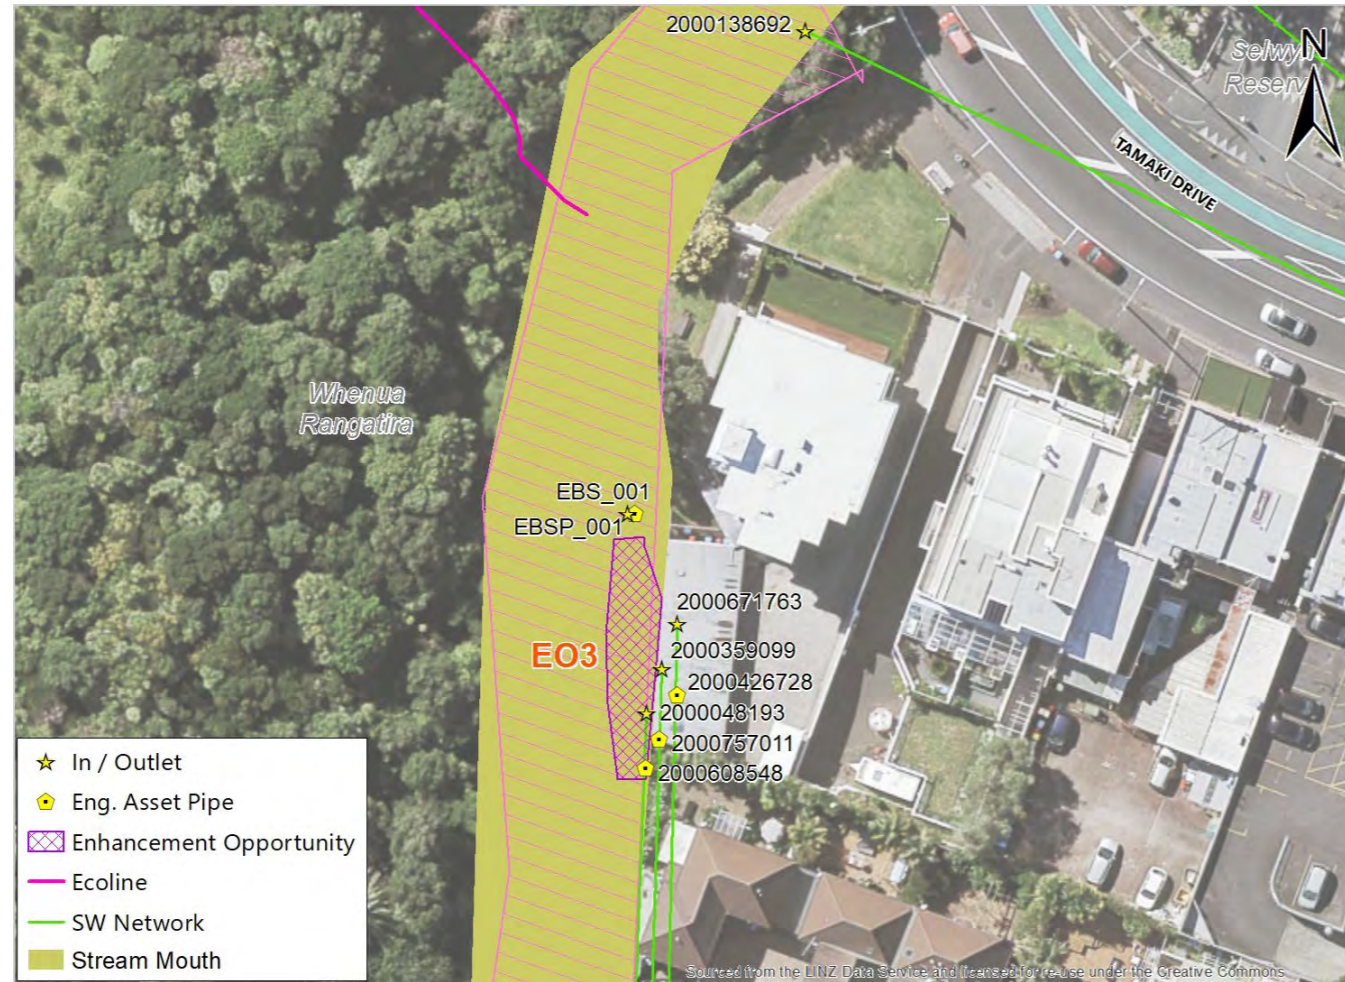 2000138692
Selwyn
Reserve
N
TAMAKI DRIVE
Whenua
Rangatira
EBS_001
EBSP_001
2000671763
EO3
2000359099
2000426728
2000048193
2000757011
2000608548
In / Outlet
Eng. Asset Pipe
Enhancement Opportunity
Ecoline
SW Network
Stream Mouth
Sourced from the LINZ Data Service and licensed for re-use under the Creative Commons